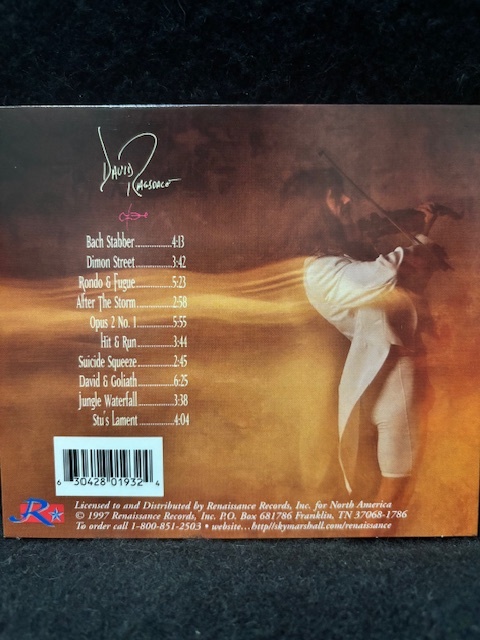 David Ragsdale
Bach Stabber..............4:13
Dimon Street..............3:42
Rondo & Fugue.............5:23
After The Storm...........2:58
Opus 2 No. 1..............5:55
Hit & Run.................3:44
Suicide Squeeze...........2:45
David & Goliath...........6:25
Jungle Waterfall..........3:38
Stu's Lament..............4:04
6 30428 01932 4
R
Licensed to and Distributed by Renaissance Records, Inc. for North America
© 1997 Renaissance Records, Inc. P.O. Box 681786 Franklin, TN 37068-1786
To order call 1-800-851-2503 • website...http//skymarshall.com/renaissance